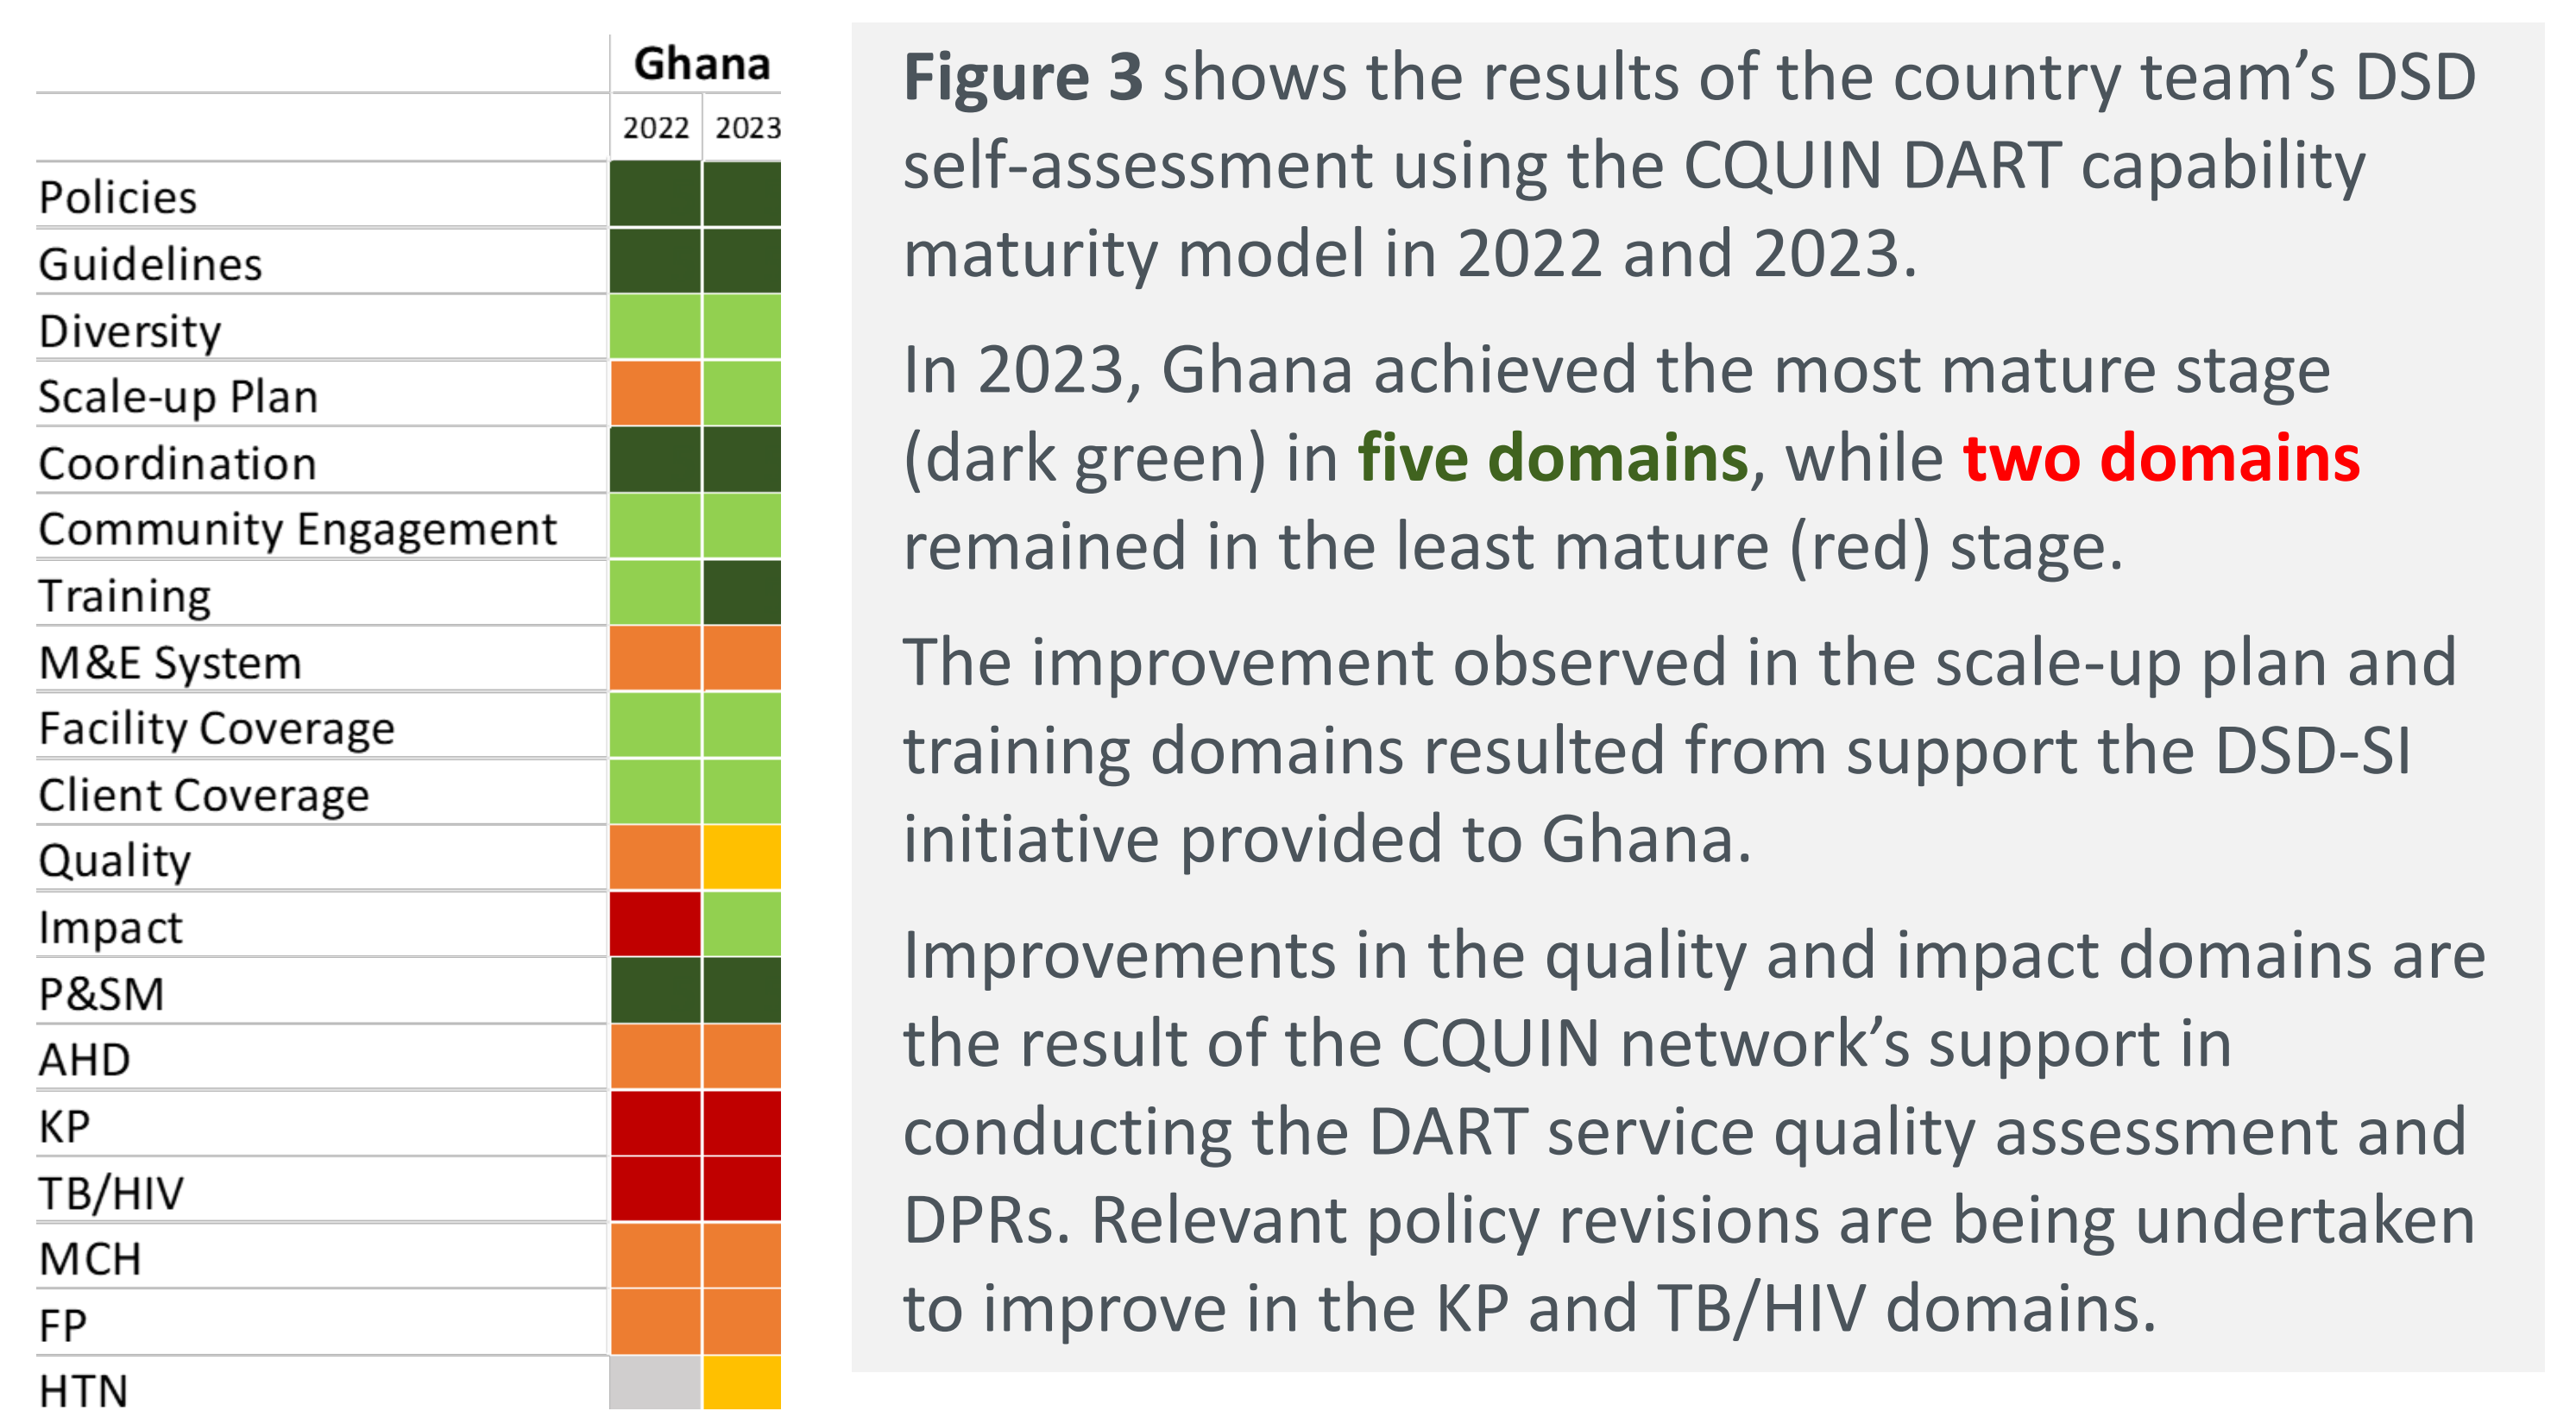 Ghana
2022 2023
Policies
Guidelines
Diversity
Scale-up Plan
Coordination
Community Engagement
Training
M&E System
Facility Coverage
Client Coverage
Quality
Impact
P&SM
AHD
KP
TB/HIV
MCH
FP
HTN
Figure 3 shows the results of the country team’s DSD
self-assessment using the CQUIN DART capability
maturity model in 2022 and 2023.
In 2023, Ghana achieved the most mature stage
(dark green) in five domains, while two domains
remained in the least mature (red) stage.
The improvement observed in the scale-up plan and
training domains resulted from support the DSD-SI
initiative provided to Ghana.
Improvements in the quality and impact domains are
the result of the CQUIN network’s support in
conducting the DART service quality assessment and
DPRs. Relevant policy revisions are being undertaken
to improve in the KP and TB/HIV domains.